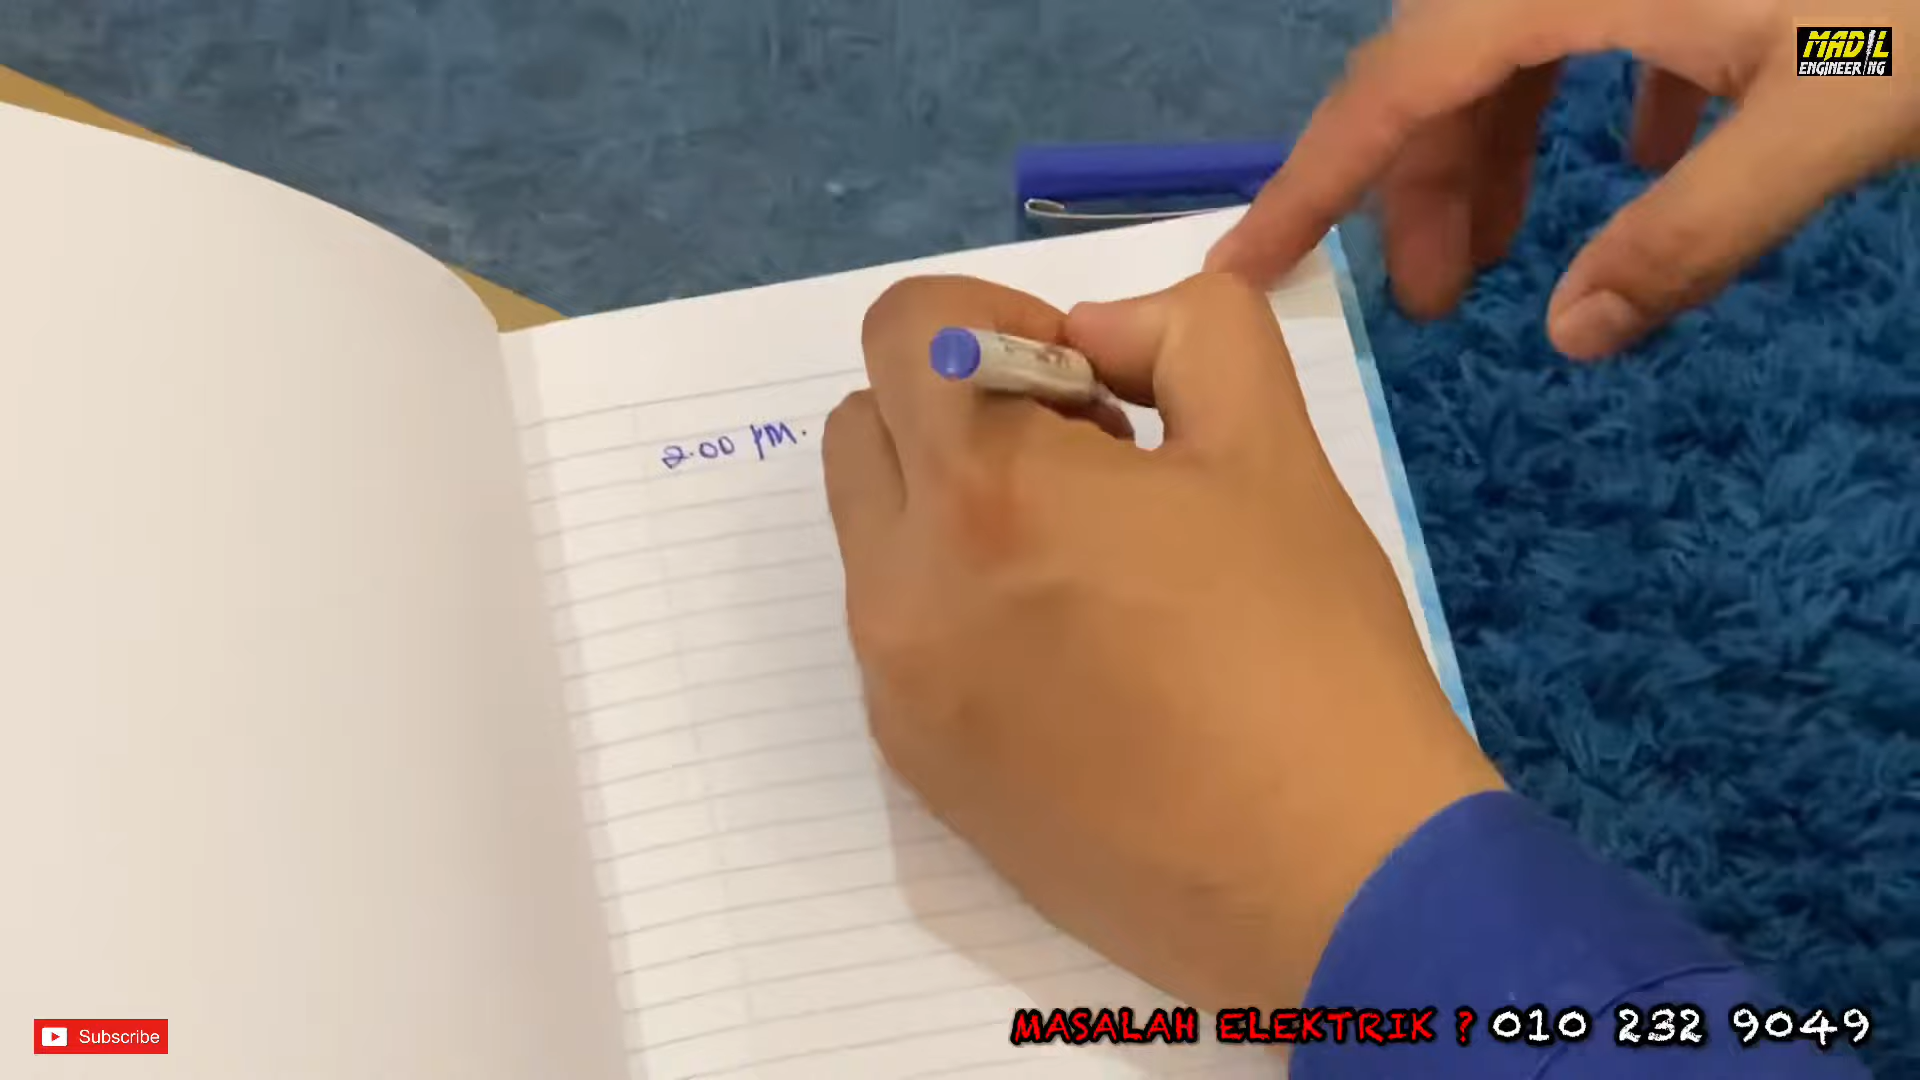 MADIL
ENGINEERING
2.00 PM.
Subscribe
MASALAH ELEKTRIK ? 010 232 9049